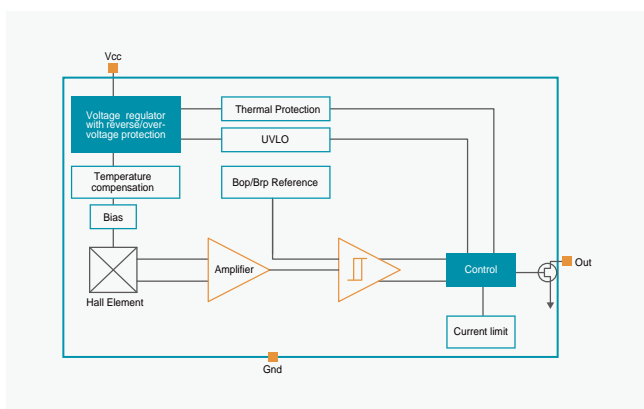 Vcc
Voltage regulator
with reverse/over-
voltage protection
Thermal Protection
UVLO
Temperature
compensation
Bop/Brp Reference
Bias
Amplifier
Control
Out
Hall Element
Current limit
Gnd